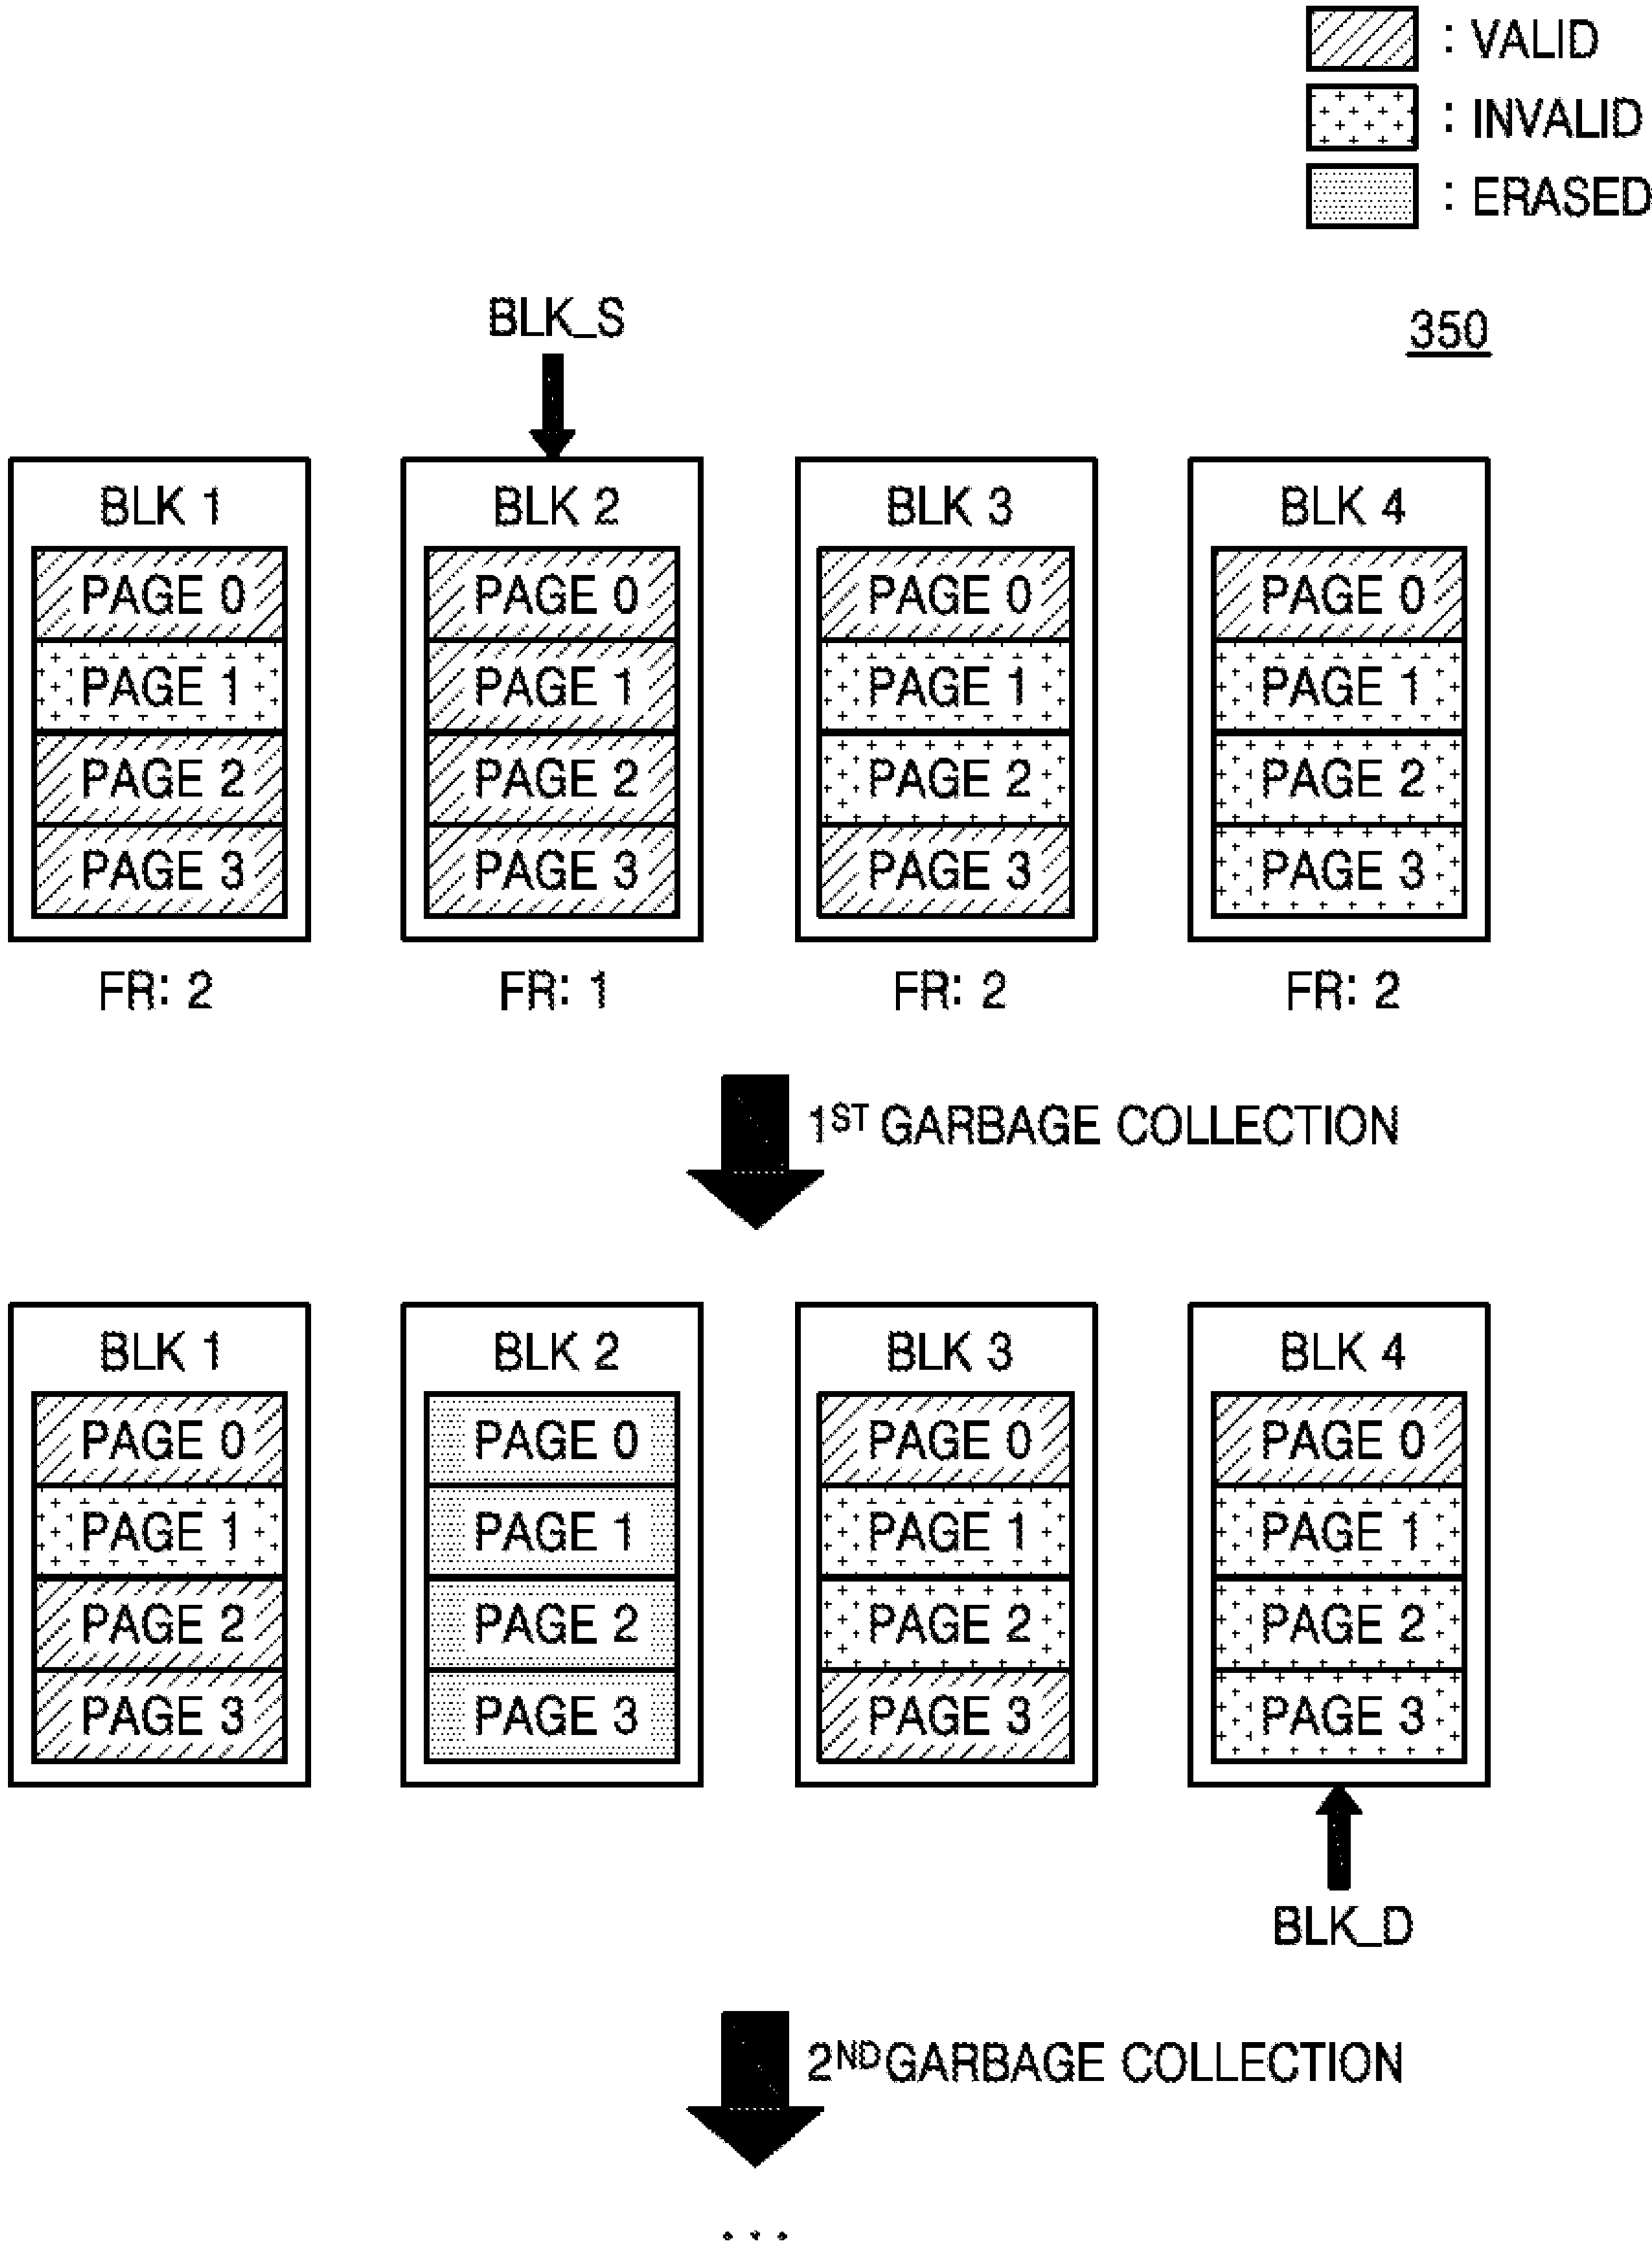 : VALID
: INVALID
: ERASED
BLK_S
350
BLK 1 BLK 2 BLK 3 BLK 4
PAGE 0 PAGE 0 PAGE 0 PAGE 0
PAGE 1 PAGE 1 PAGE 1 PAGE 1
PAGE 2 PAGE 2 PAGE 2 PAGE 2
PAGE 3 PAGE 3 PAGE 3 PAGE 3
FR: 2 FR: 1 FR: 2 FR: 2
1ST GARBAGE COLLECTION
BLK 1 BLK 2 BLK 3 BLK 4
PAGE 0 PAGE 0 PAGE 0 PAGE 0
PAGE 1 PAGE 1 PAGE 1 PAGE 1
PAGE 2 PAGE 2 PAGE 2 PAGE 2
PAGE 3 PAGE 3 PAGE 3 PAGE 3
BLK_D
2ND GARBAGE COLLECTION
...